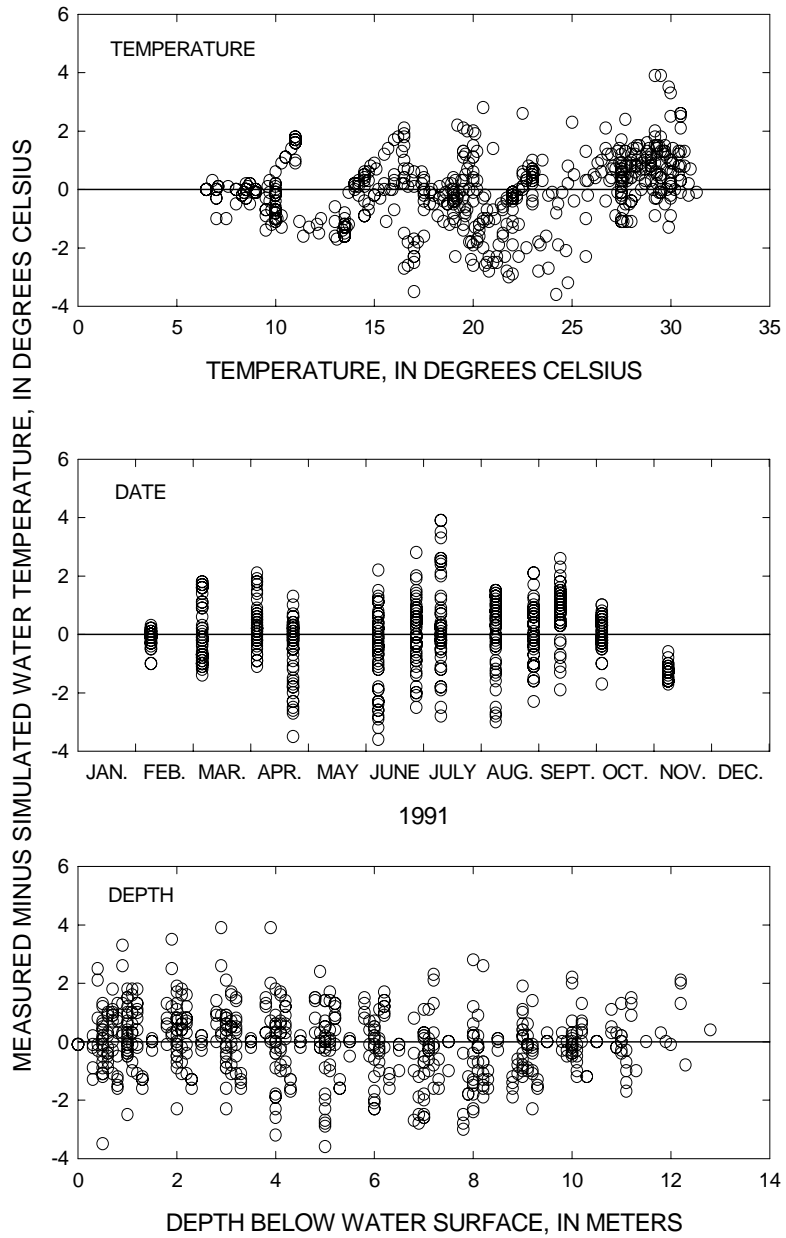 MEASURED MINUS SIMULATED WATER TEMPERATURE, IN DEGREES CELSIUS
TEMPERATURE
6
4
2
0
-2
-4
0 5 10 15 20 25 30 35
TEMPERATURE, IN DEGREES CELSIUS
DATE
6
4
2
0
-2
-4
JAN. FEB. MAR. APR. MAY JUNE JULY AUG. SEPT. OCT. NOV. DEC.
1991
DEPTH
6
4
2
0
-2
-4
0 2 4 6 8 10 12 14
DEPTH BELOW WATER SURFACE, IN METERS